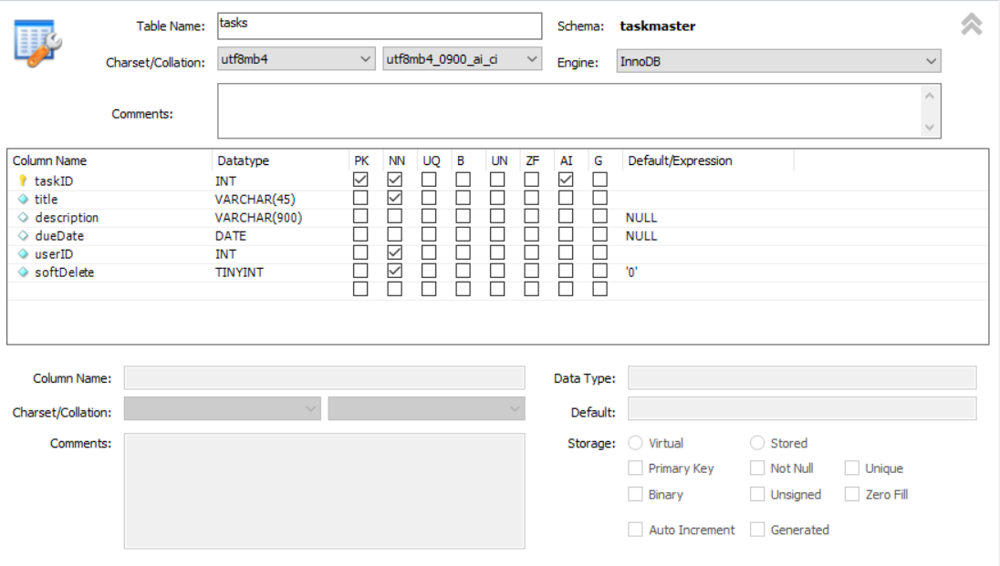 Table Name: tasks Schema: taskmaster
Charset/Collation: utf8mb4 utf8mb4_0900_ai_ci Engine: InnoDB
Comments:
Column Name Datatype PK NN UQ B UN ZF AI G Default/Expression
taskID INT
title VARCHAR(45)
description VARCHAR(900) NULL
dueDate DATE NULL
userID INT
softDelete TINYINT '0'
Column Name: Data Type:
Charset/Collation: Default:
Comments: Storage: Virtual Stored
Primary Key Not Null Unique
Binary Unsigned Zero Fill
Auto Increment Generated